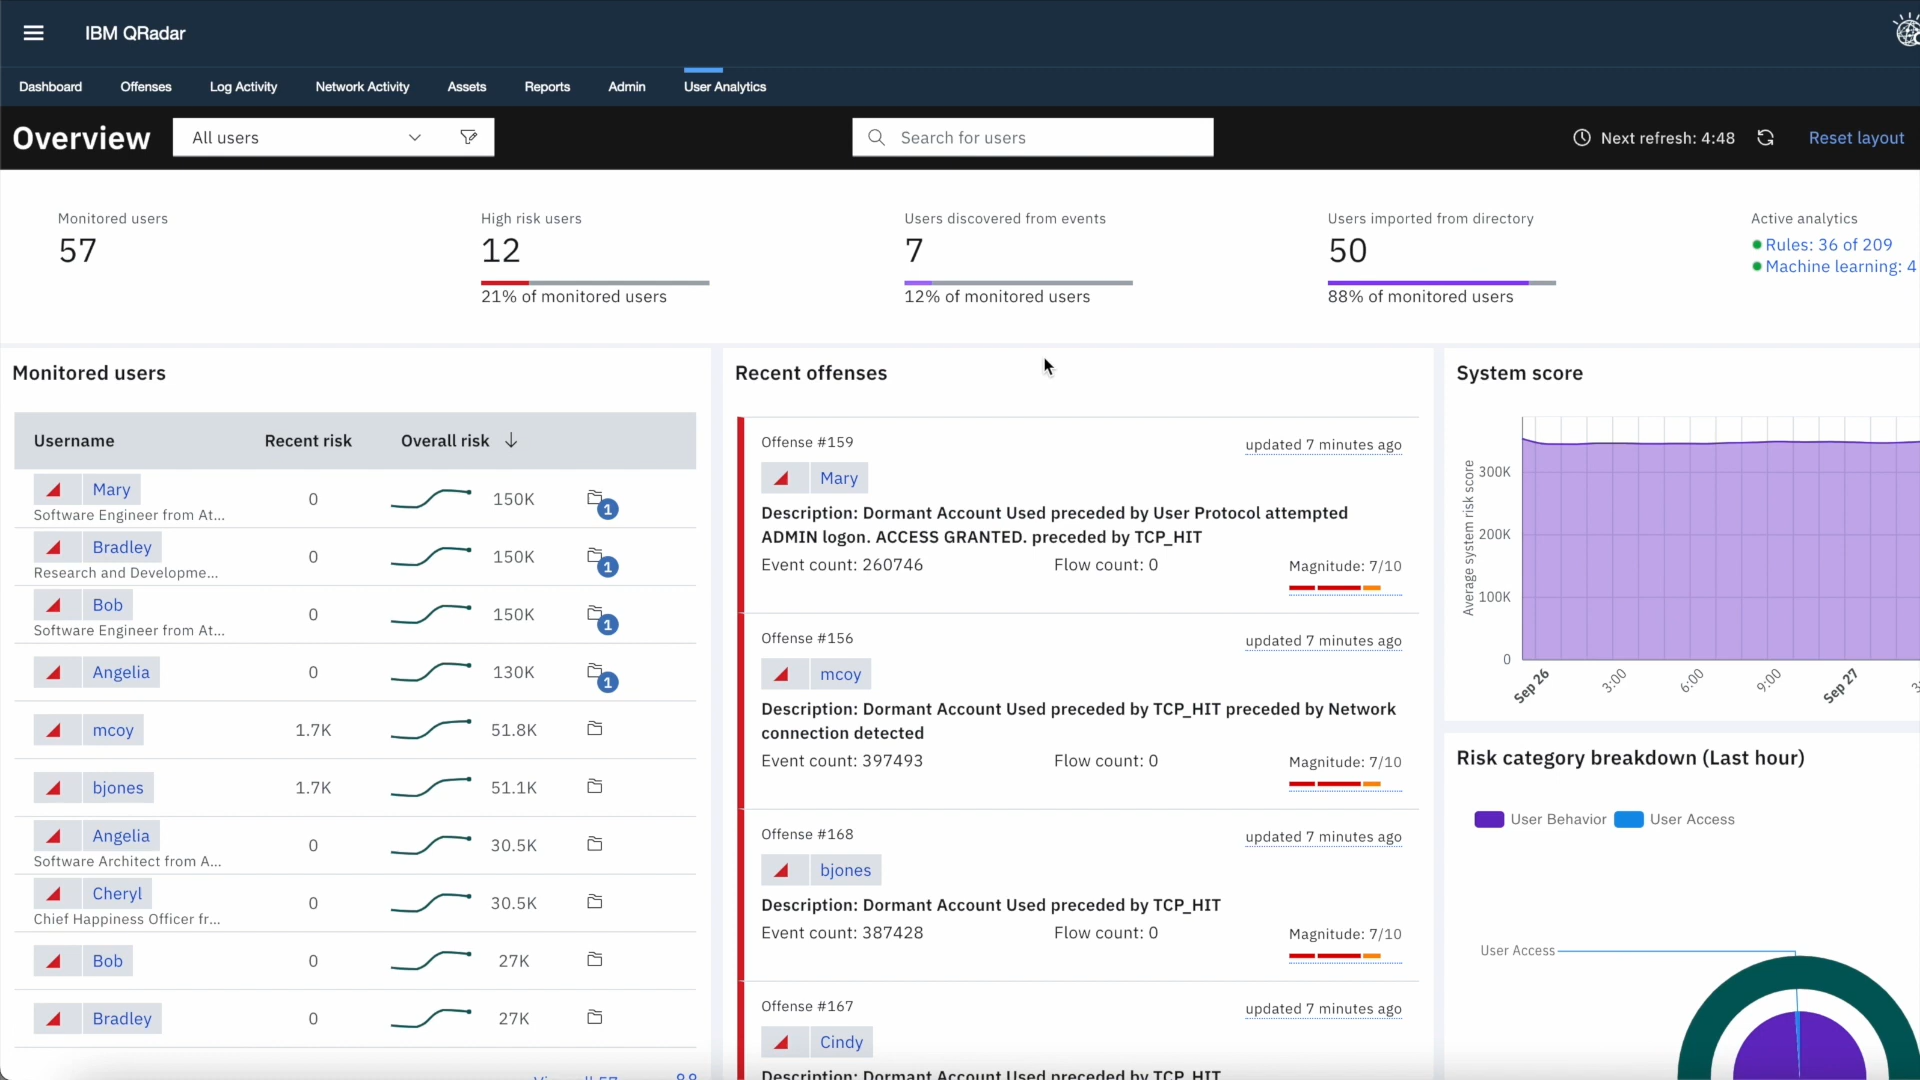 IBM QRadar
Dashboard Offenses Log Activity Network Activity Assets Reports Admin User Analytics
Overview All users Search for users Next refresh: 4:48 Reset layout
Monitored users
57
High risk users
12
21% of monitored users
Users discovered from events
7
12% of monitored users
Users imported from directory
50
88% of monitored users
Active analytics
Rules: 36 of 209
Machine learning: 4
Monitored users
Username Recent risk Overall risk
Mary 0 150K 1
Software Engineer from At...
Bradley 0 150K 1
Research and Developme...
Bob 0 150K 1
Software Engineer from At...
Angelia 0 130K 1
mcoy 1.7K 51.8K
bjones 1.7K 51.1K
Angelia 0 30.5K
Software Architect from A...
Cheryl 0 30.5K
Chief Happiness Officer fr...
Bob 0 27K
Bradley 0 27K
Recent offenses
Offense #159 updated 7 minutes ago
Mary
Description: Dormant Account Used preceded by User Protocol attempted
ADMIN logon. ACCESS GRANTED. preceded by TCP_HIT
Event count: 260746 Flow count: 0 Magnitude: 7/10
Offense #156 updated 7 minutes ago
mcoy
Description: Dormant Account Used preceded by TCP_HIT preceded by Network
connection detected
Event count: 397493 Flow count: 0 Magnitude: 7/10
Offense #168 updated 7 minutes ago
bjones
Description: Dormant Account Used preceded by TCP_HIT
Event count: 387428 Flow count: 0 Magnitude: 7/10
Offense #167 updated 7 minutes ago
Cindy
Description: Dormant Account Used preceded by TCP_HIT
System score
Average system risk score
300K
200K
100K
0
Sep 26 3:00 6:00 9:00 Sep 27
Risk category breakdown (Last hour)
User Behavior User Access
User Access